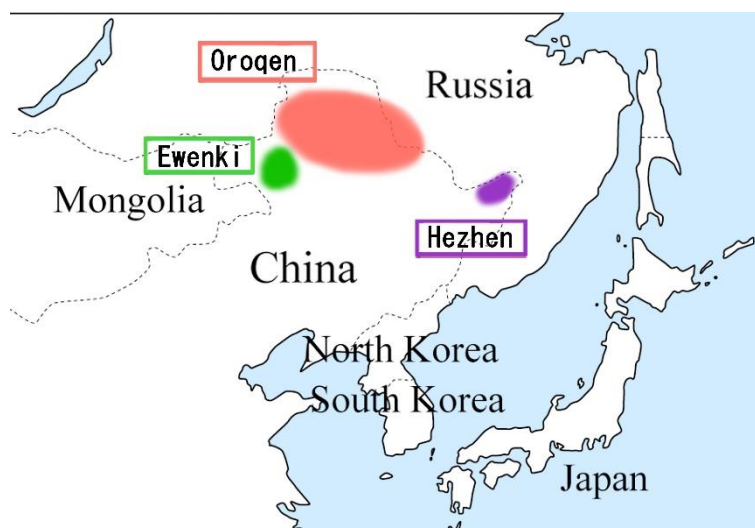 Oroqen
Russia
Ewenki
Mongolia
Hezhen
China
North Korea
South Korea
Japan